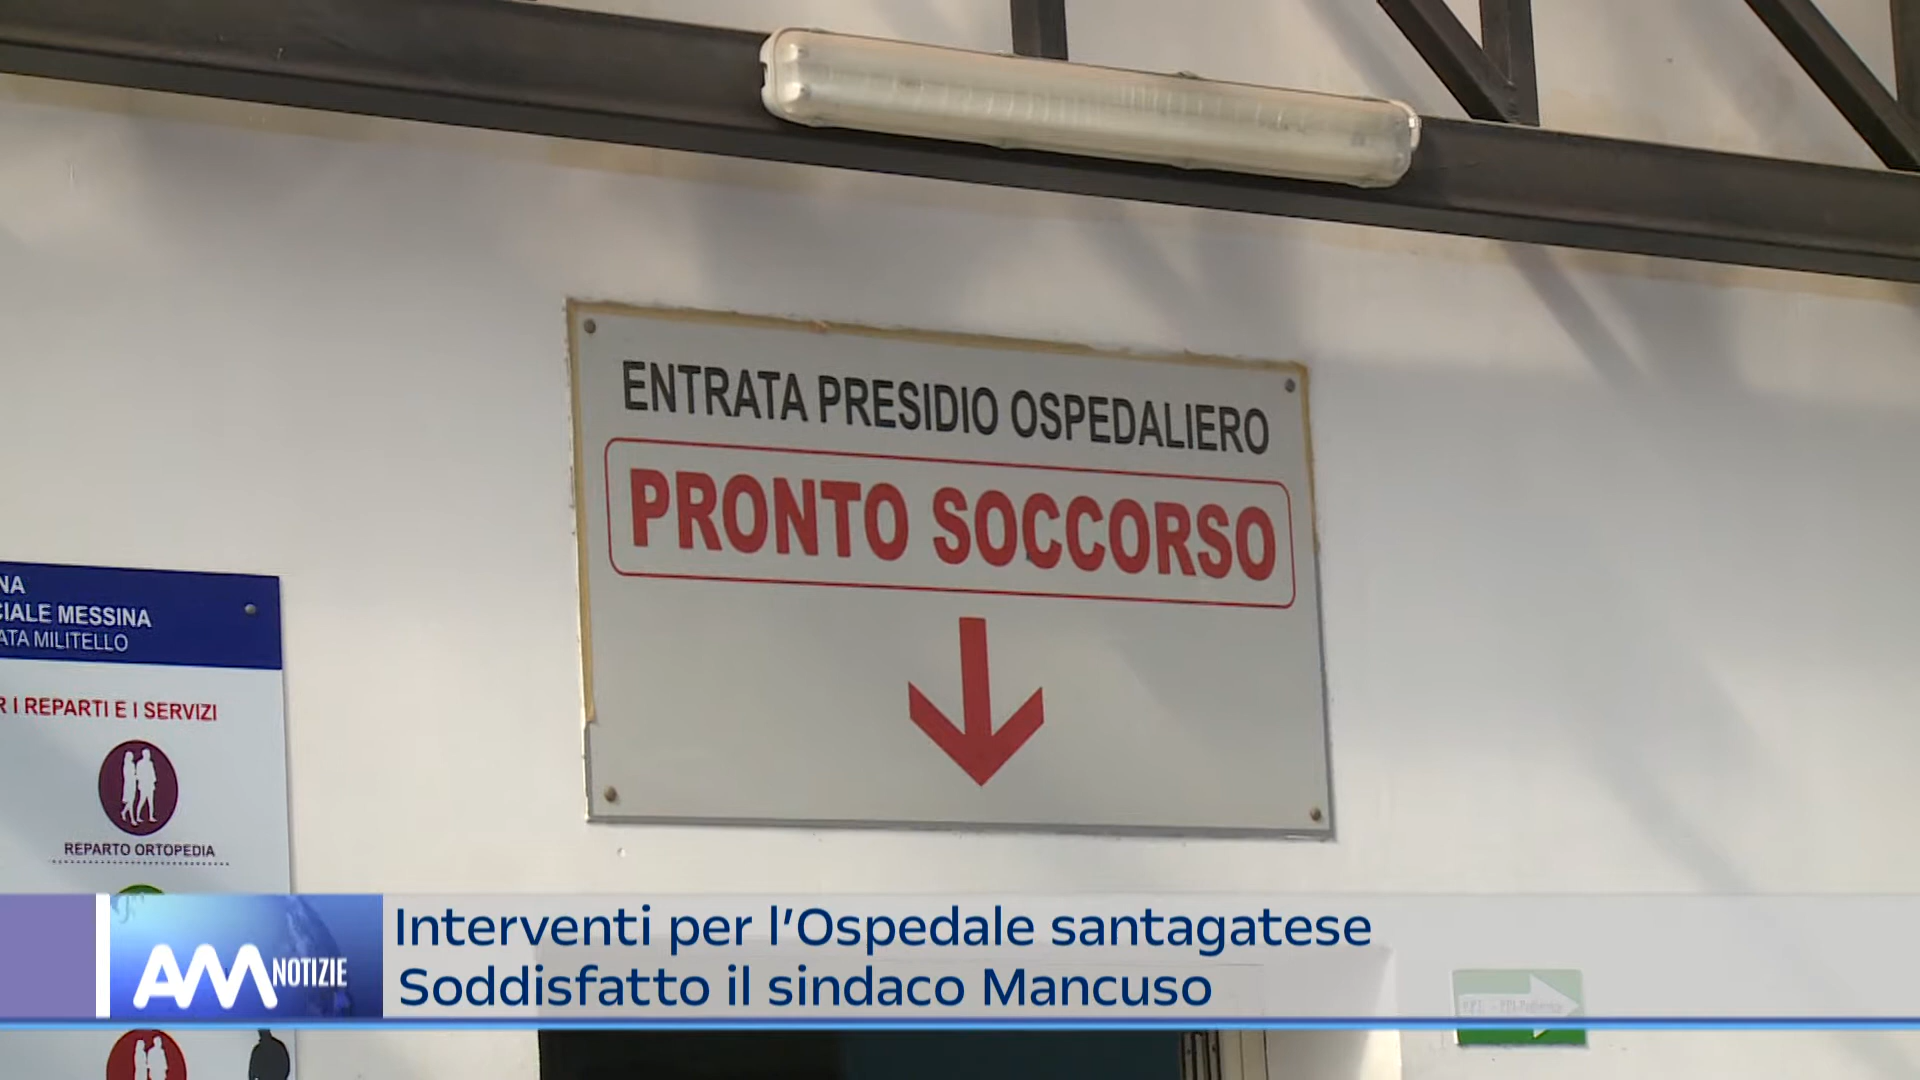 ENTRATA PRESIDIO OSPEDALIERO
PRONTO SOCCORSO
NA
CIALE MESSINA
ATA MILITELLO
R I REPARTI E I SERVIZI
REPARTO ORTOPEDIA
AM NOTIZIE
Interventi per l'Ospedale santagatese
Soddisfatto il sindaco Mancuso